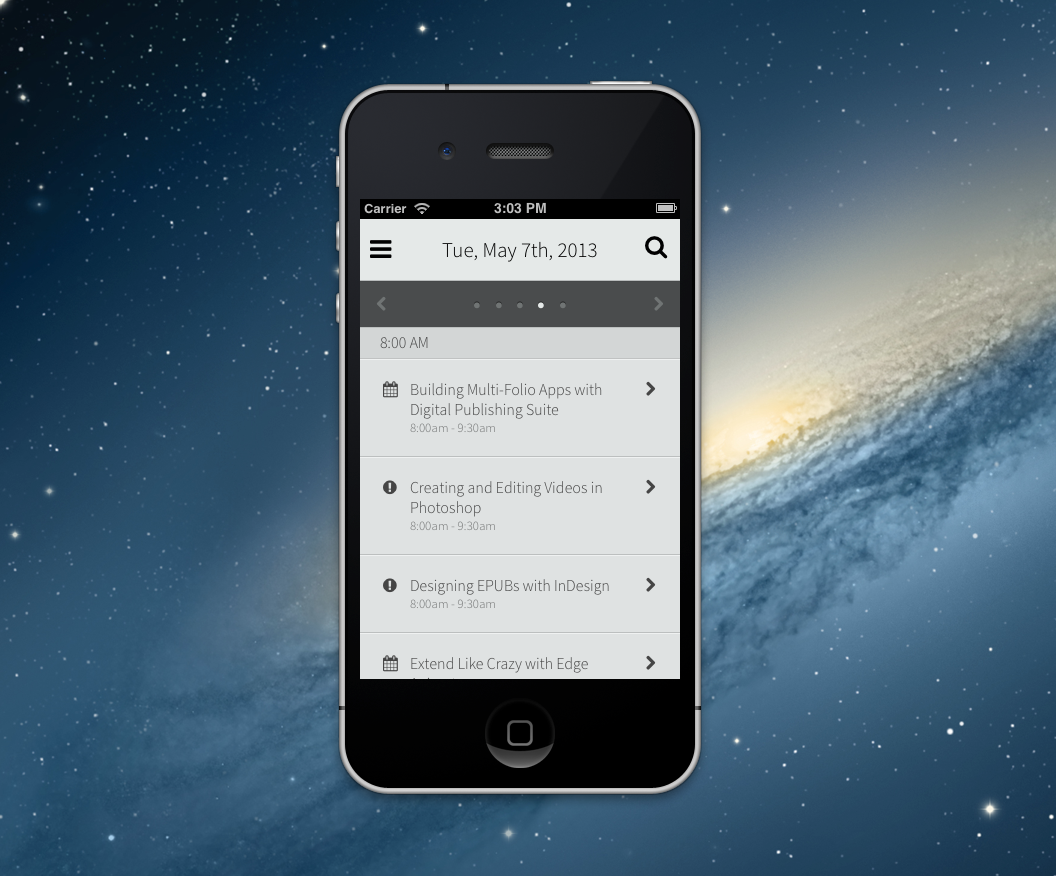 Carrier 3:03 PM
Tue, May 7th, 2013
8:00 AM
Building Multi-Folio Apps with
Digital Publishing Suite
8:00am - 9:30am
Creating and Editing Videos in
Photoshop
8:00am - 9:30am
Designing EPUBs with InDesign
8:00am - 9:30am
Extend Like Crazy with Edge